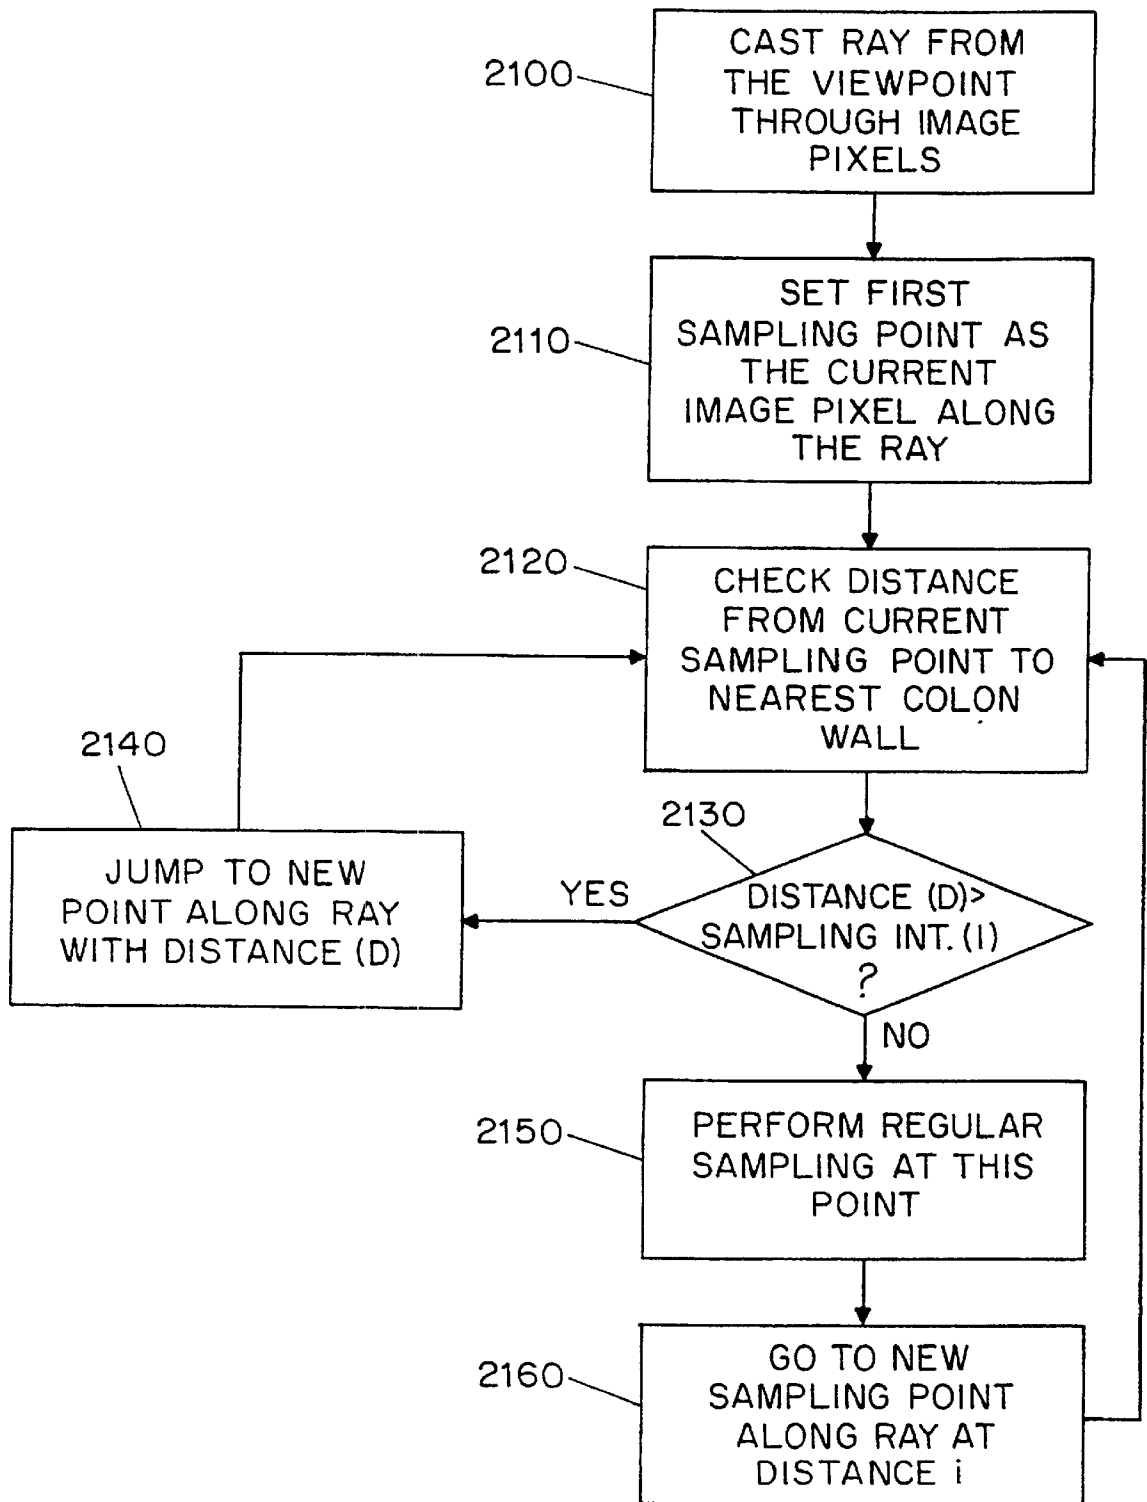 2100
CAST RAY FROM
THE VIEWPOINT
THROUGH IMAGE
PIXELS
2110
SET FIRST
SAMPLING POINT AS
THE CURRENT
IMAGE PIXEL ALONG
THE RAY
2120
CHECK DISTANCE
FROM CURRENT
SAMPLING POINT TO
NEAREST COLON
WALL
2130
DISTANCE (D)>
SAMPLING INT. (I)
?
YES
2140
JUMP TO NEW
POINT ALONG RAY
WITH DISTANCE (D)
NO
2150
PERFORM REGULAR
SAMPLING AT THIS
POINT
2160
GO TO NEW
SAMPLING POINT
ALONG RAY AT
DISTANCE i